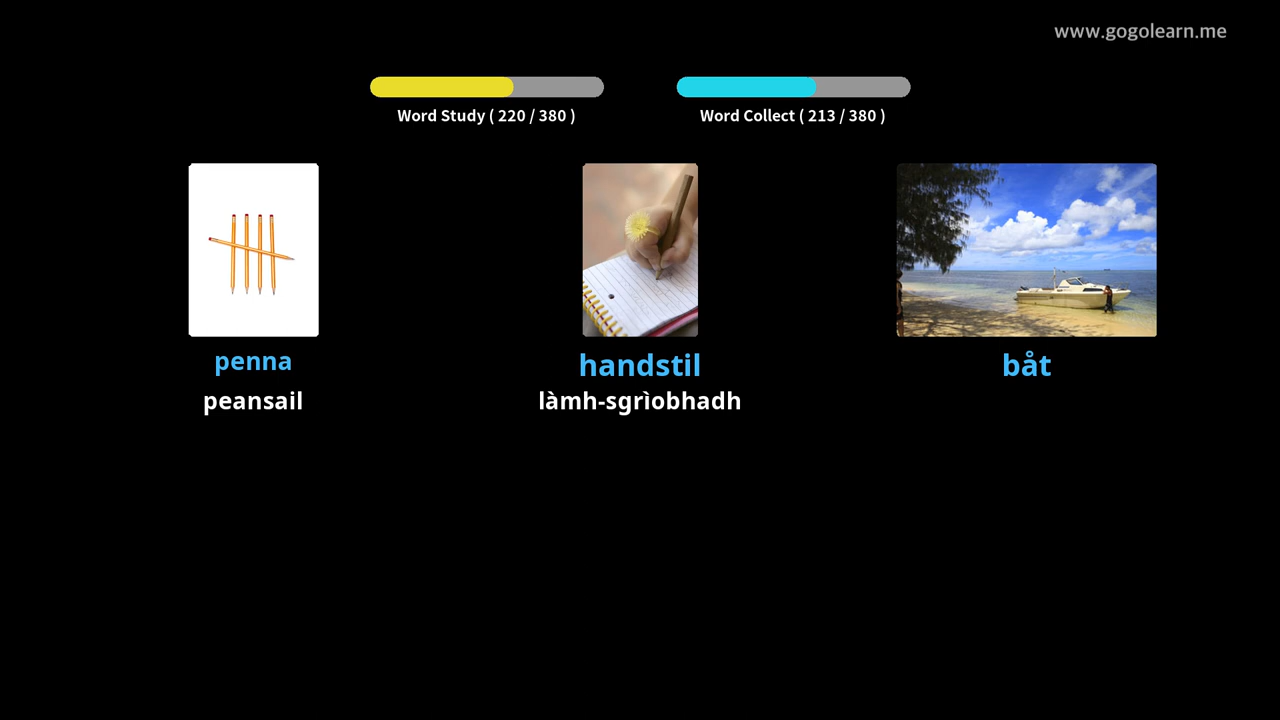 www.gogolearn.me
Word Study ( 220 / 380 )
Word Collect ( 213 / 380 )
penna
peansail
handstil
làmh-sgrìobhadh
båt